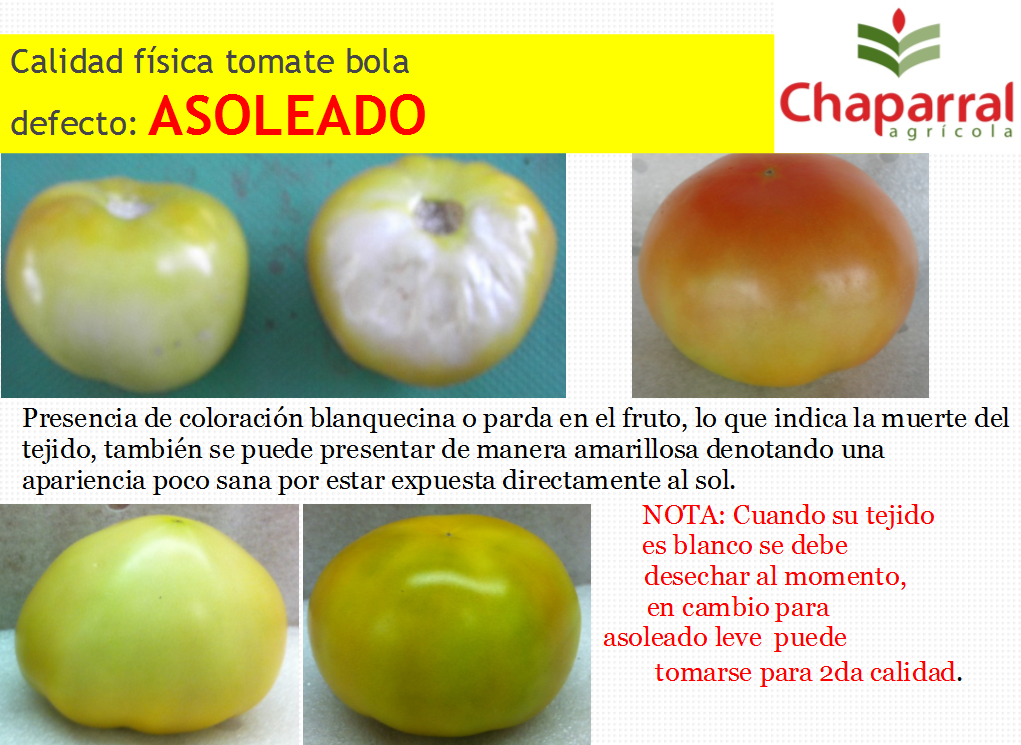 Calidad física tomate bola
defecto: ASOLEADO
Chaparral
agrícola
Presencia de coloración blanquecina o parda en el fruto, lo que indica la muerte del
tejido, también se puede presentar de manera amarillosa denotando una
apariencia poco sana por estar expuesta directamente al sol.
NOTA: Cuando su tejido
es blanco se debe
desechar al momento,
en cambio para
asoleado leve puede
tomarse para 2da calidad.